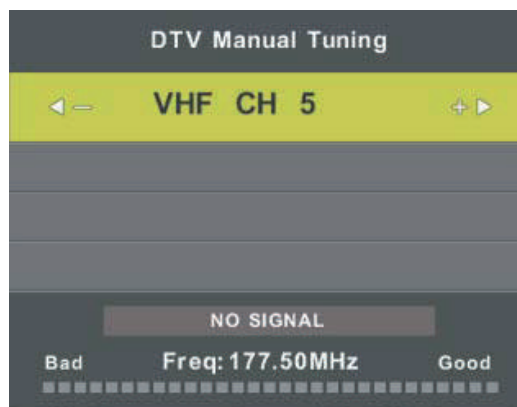 DTV Manual Tuning
VHF CH 5
NO SIGNAL
Bad Freq: 177.50MHz Good